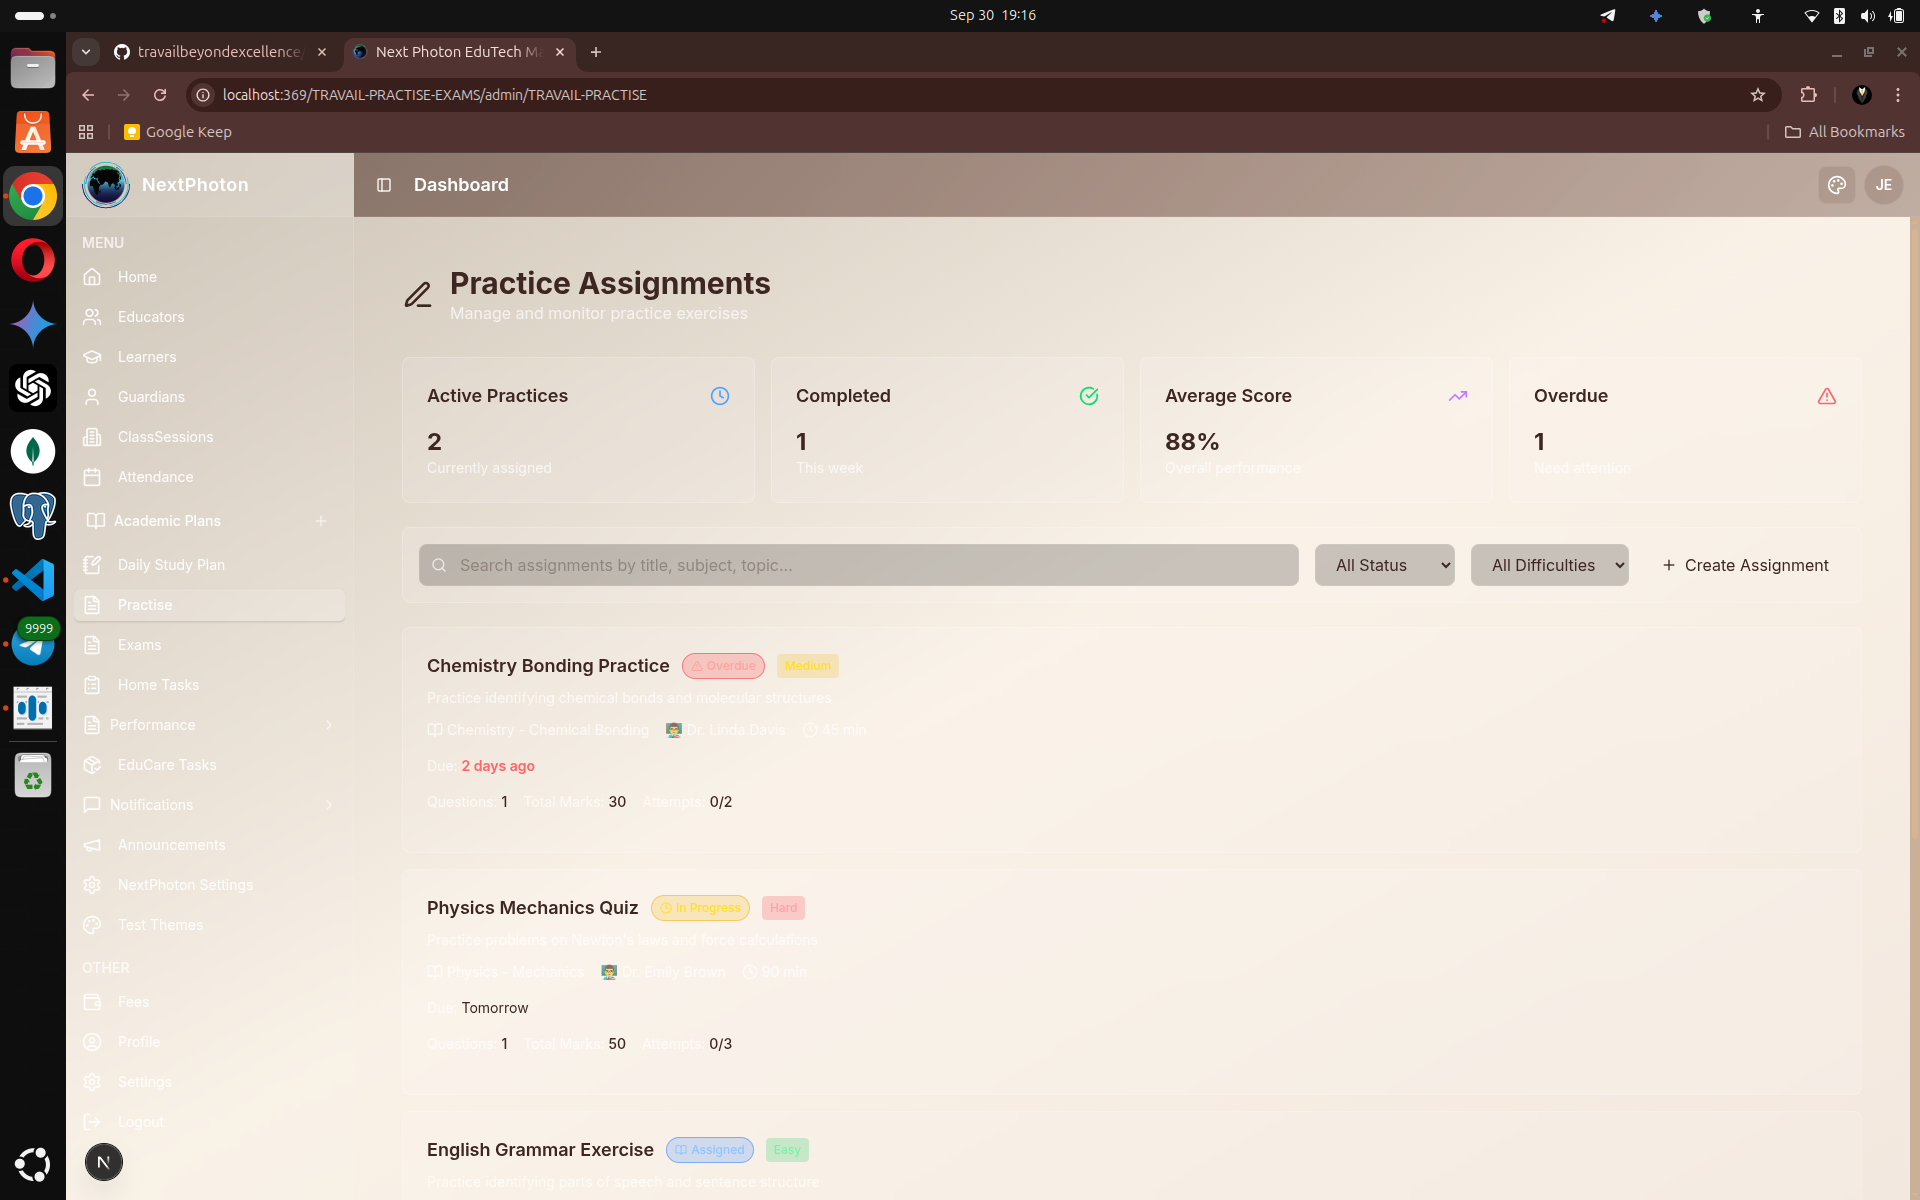 Sep 30 19:16
travailbeyondexcellence/
Next Photon EduTech Ma
localhost:369/TRAVAIL-PRACTISE-EXAMS/admin/TRAVAIL-PRACTISE
Google Keep
All Bookmarks
NextPhoton
Dashboard
JE
MENU
Home
Educators
Learners
Guardians
ClassSessions
Attendance
Academic Plans
Daily Study Plan
Practise
Exams
Home Tasks
Performance
EduCare Tasks
Notifications
Announcements
NextPhoton Settings
Test Themes
OTHER
Fees
Profile
Settings
Logout
N
9999
Practice Assignments
Manage and monitor practice exercises
Active Practices
2
Currently assigned
Completed
1
This week
Average Score
88%
Overall performance
Overdue
1
Need attention
Search assignments by title, subject, topic...
All Status
All Difficulties
+ Create Assignment
Chemistry Bonding Practice Overdue Medium
Practice identifying chemical bonds and molecular structures
Chemistry - Chemical Bonding Dr. Linda Davis 45 min
Due: 2 days ago
Questions: 1 Total Marks: 30 Attempts: 0/2
Physics Mechanics Quiz In Progress Hard
Practice problems on Newton's laws and force calculations
Physics - Mechanics Dr. Emily Brown 90 min
Due: Tomorrow
Questions: 1 Total Marks: 50 Attempts: 0/3
English Grammar Exercise Assigned Easy
Practice identifying parts of speech and sentence structure